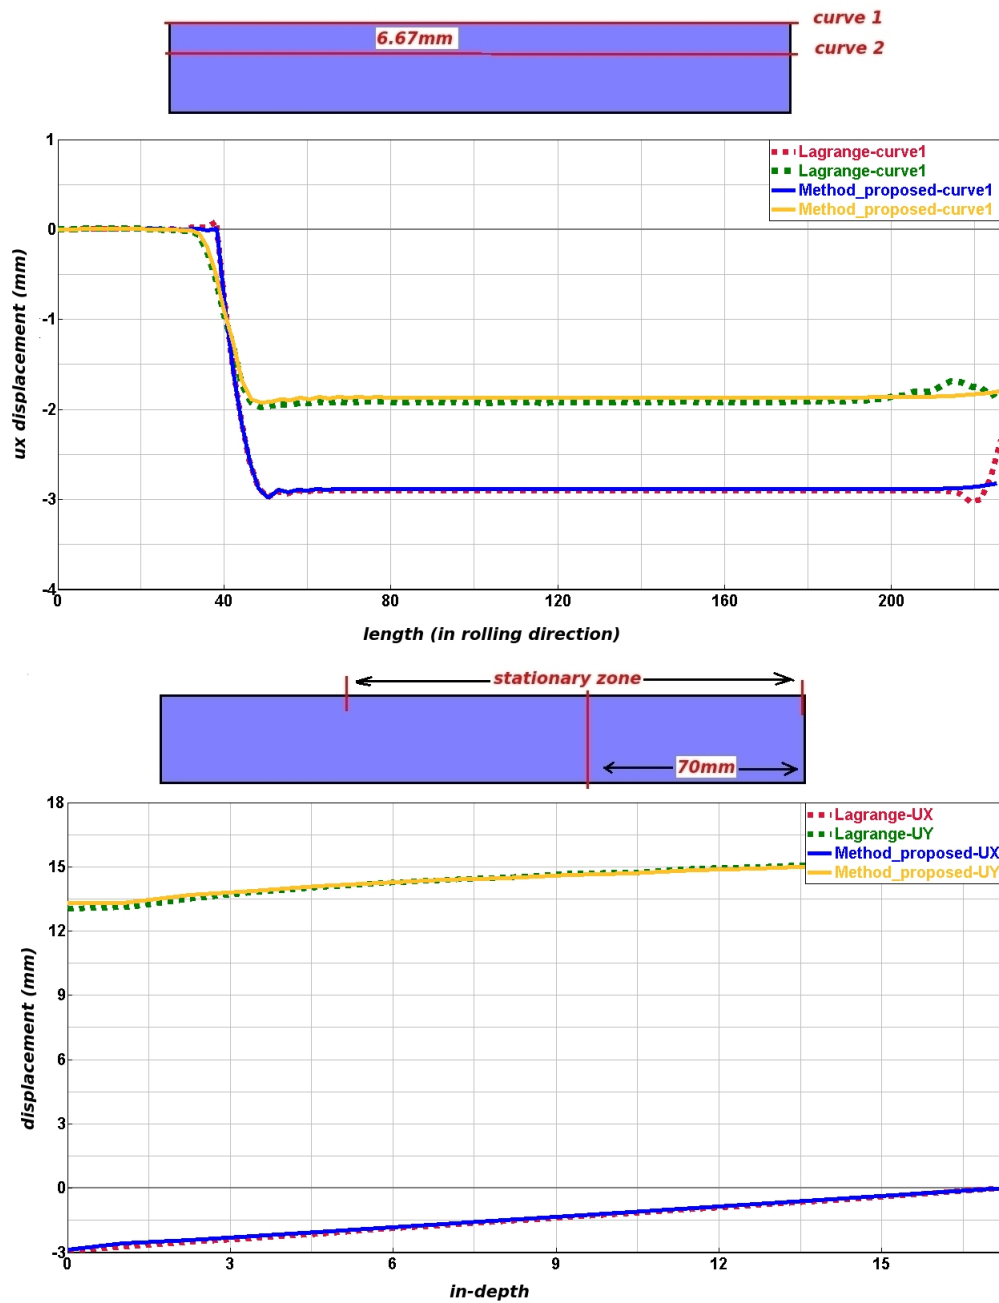 curve 1
6.67mm
curve 2
1
0
-1
-2
-3
-4
ux displacement (mm)
Lagrange-curve1
Lagrange-curve1
Method_proposed-curve1
Method_proposed-curve1
0 40 80 120 160 200
length (in rolling direction)
stationary zone
70mm
18
15
12
9
6
3
0
-3
displacement (mm)
Lagrange-UX
Lagrange-UY
Method_proposed-UX
Method_proposed-UY
0 3 6 9 12 15
in-depth